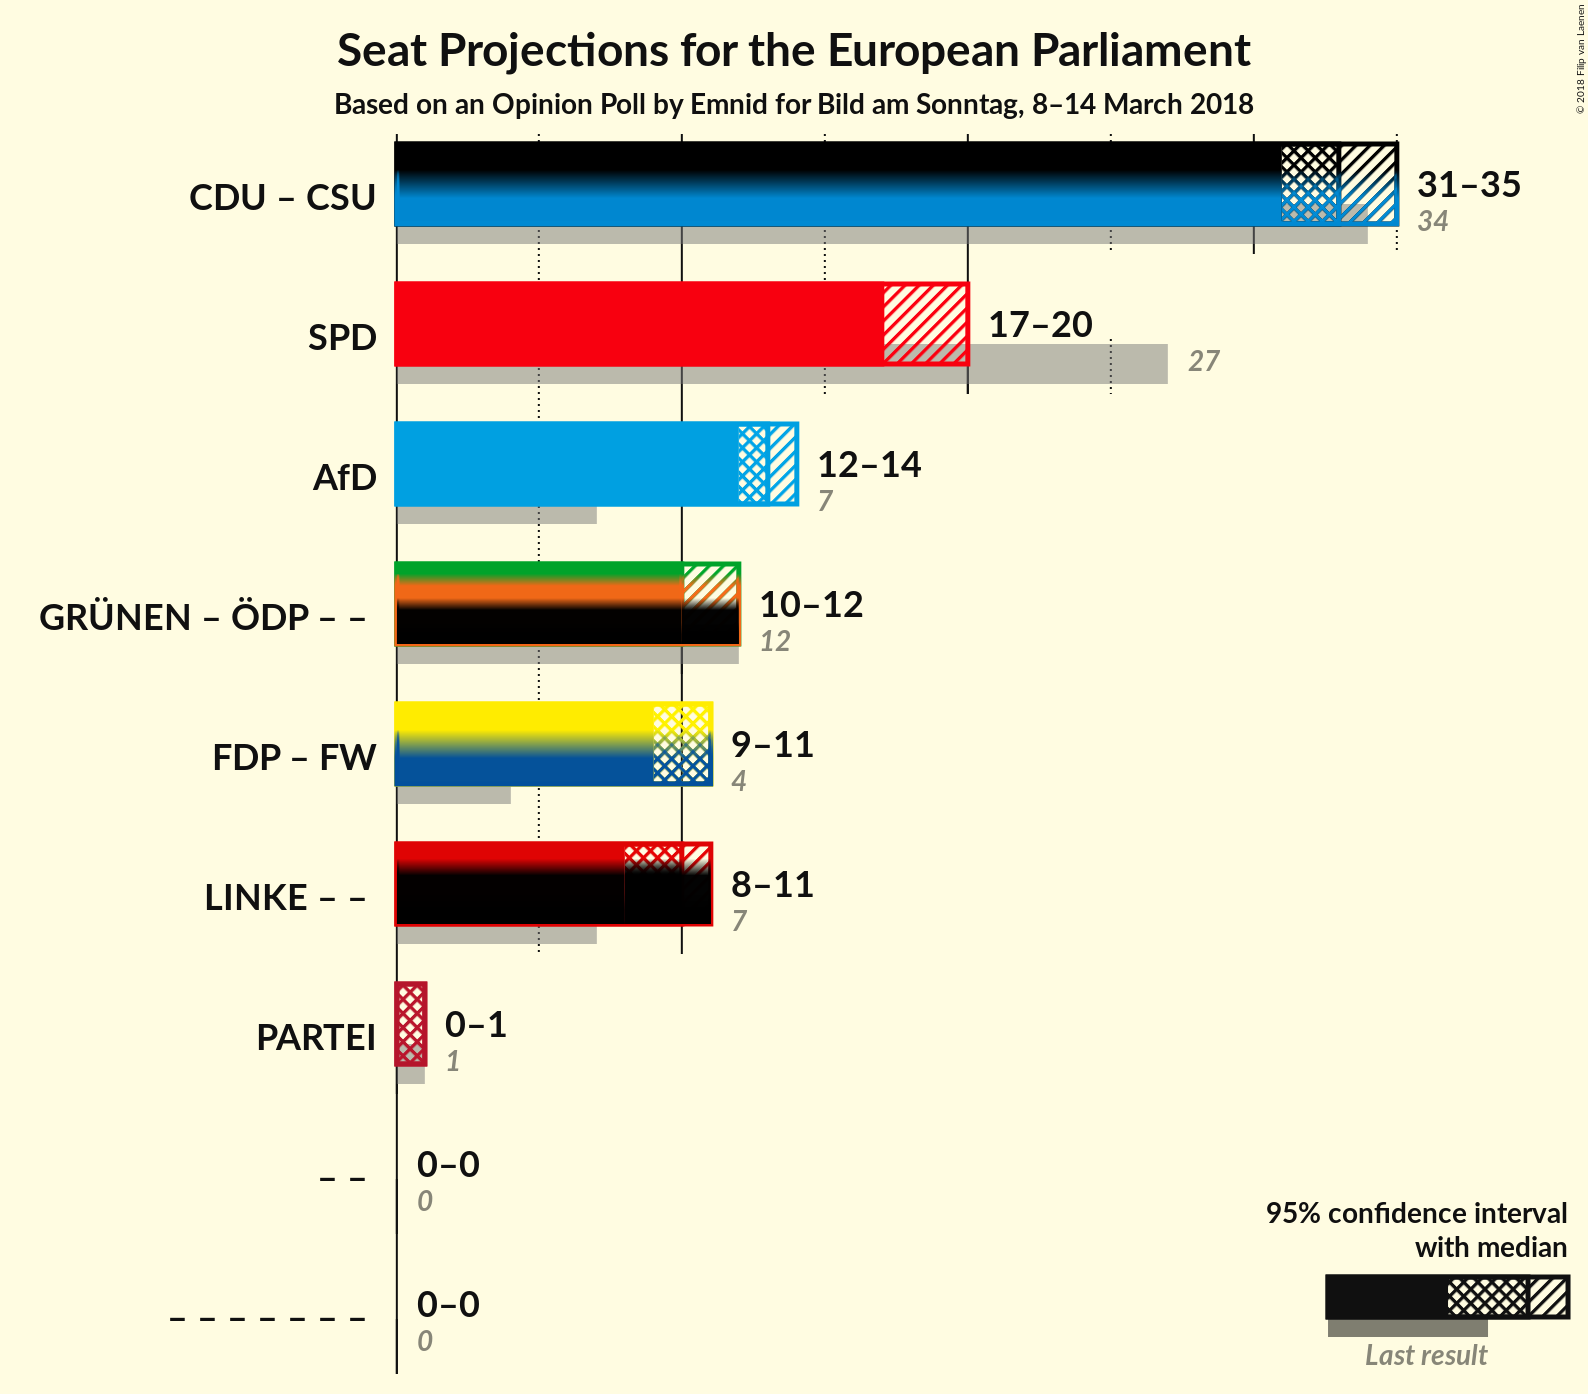 Seat Projections for the European Parliament
Based on an Opinion Poll by Emnid for Bild am Sonntag, 8–14 March 2018
© 2018 Filip van Laenen
CDU – CSU
31–35
34
SPD
17–20
27
AfD
12–14
7
GRÜNEN – ÖDP – –
10–12
12
FDP – FW
9–11
4
LINKE – –
8–11
7
PARTEI
0–1
1
– –
0–0
0
– – – – – – –
0–0
0
95% confidence interval
with median
Last result